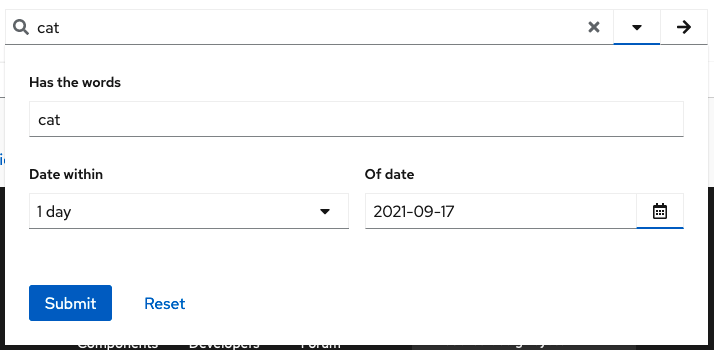 cat
Has the words
cat
Date within
Of date
1 day
2021-09-17
Submit
Reset
Components Developers Forum